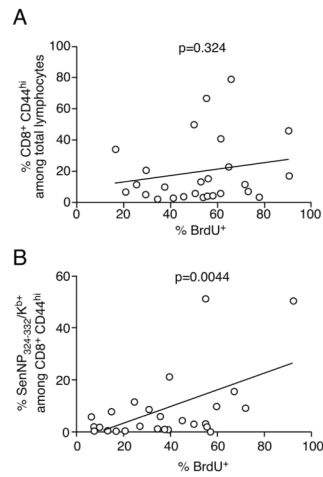 A
p=0.324
% CD8+ CD44hi
among total lymphocytes
100
80
60
40
20
0
0 20 40 60 80 100
% BrdU+
B
p=0.0044
% SenNP324-332/Kb+
among CD8+ CD44hi
60
40
20
0
0 20 40 60 80 100
% BrdU+